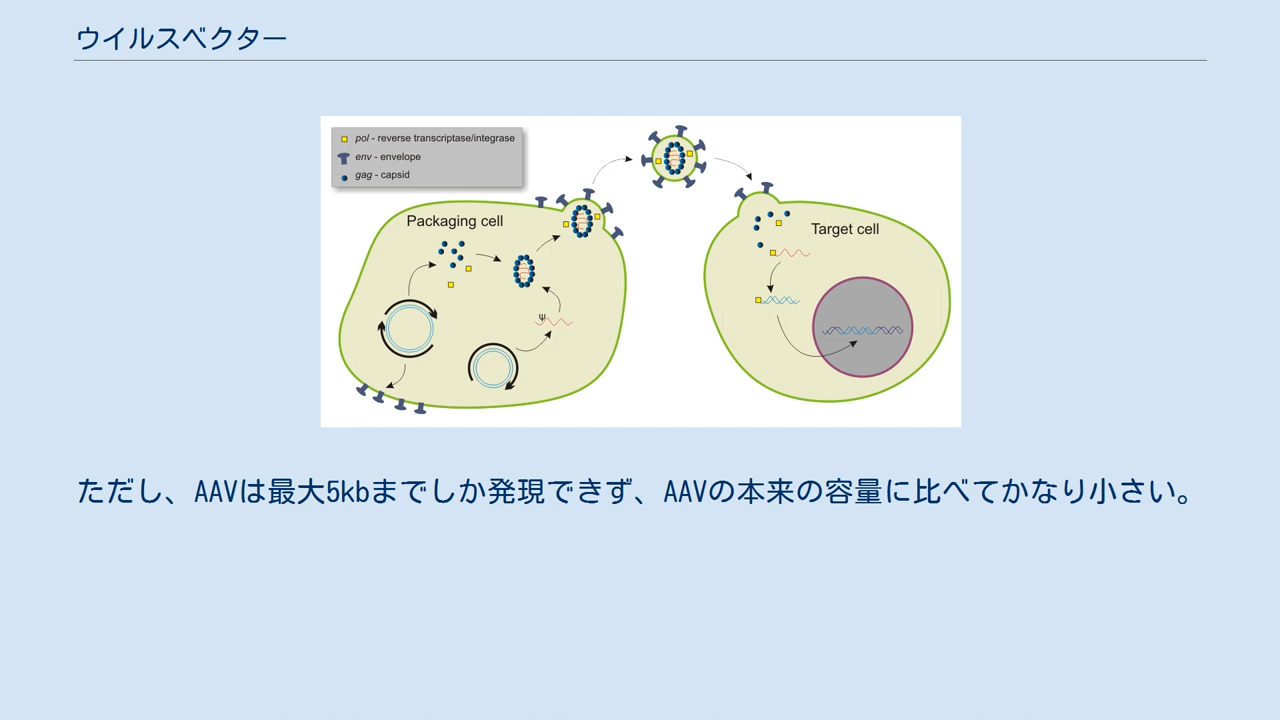 ウイルスベクター
pol - reverse transcriptase/integrase
env - envelope
gag - capsid
Packaging cell
Target cell
ψ
ただし、AAVは最大5kbまでしか発現できず、AAVの本来の容量に比べてかなり小さい。